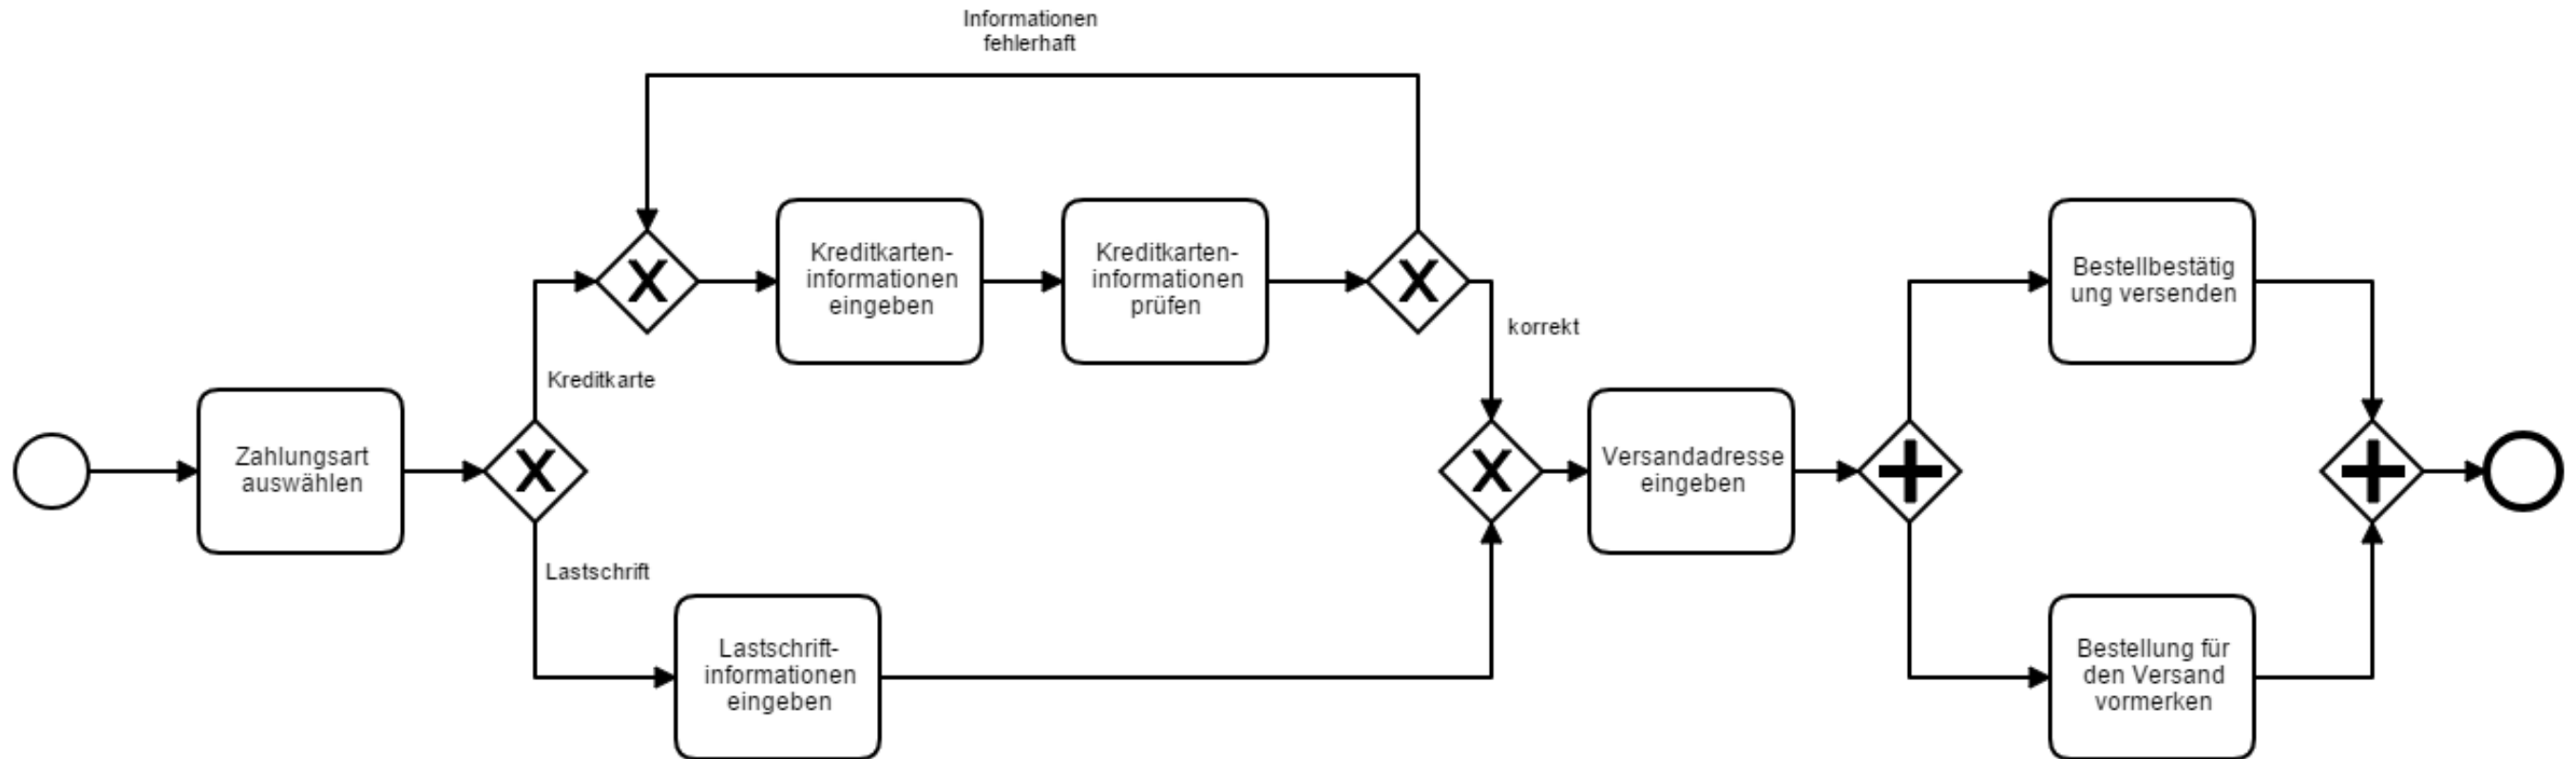 Informationen
fehlerhaft
Kreditkarten-
informationen
eingeben
Kreditkarten-
informationen
prüfen
Bestellbestätig
ung versenden
korrekt
Kreditkarte
Zahlungsart
auswählen
Versandadresse
eingeben
Lastschrift
Lastschrift-
informationen
eingeben
Bestellung für
den Versand
vormerken